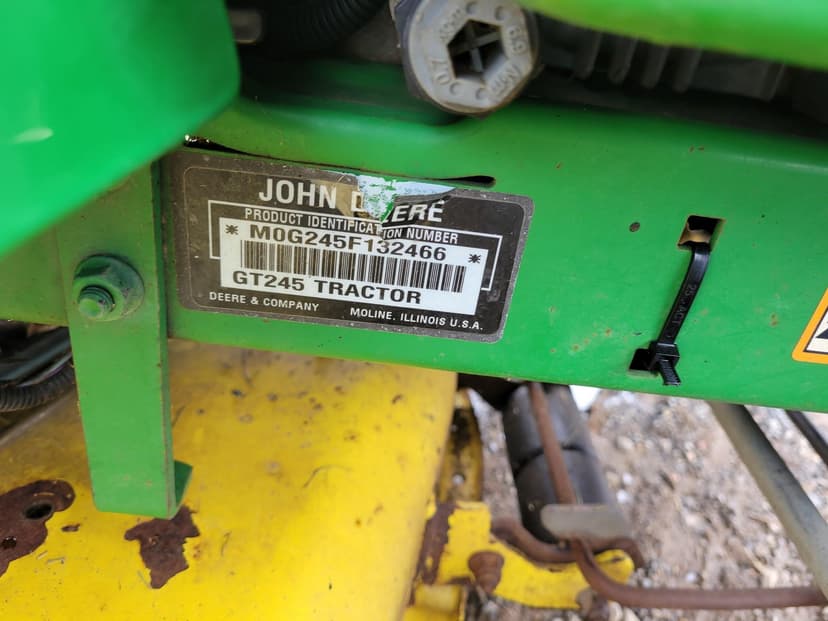 JOHN DEERE
PRODUCT IDENTIFICATION NUMBER
* M0G245F132466 *
GT245 TRACTOR
DEERE & COMPANY MOLINE, ILLINOIS U.S.A.